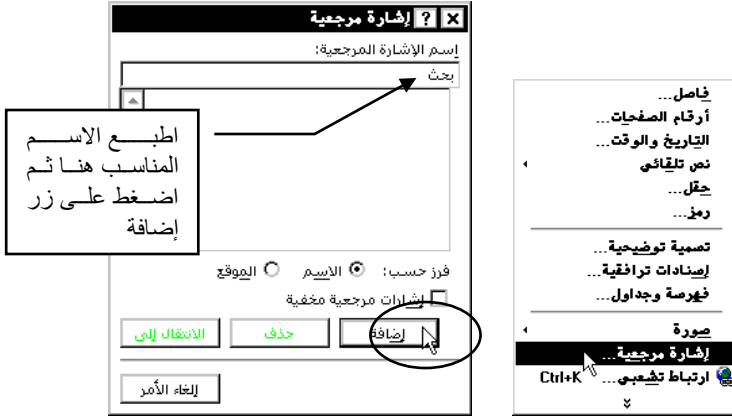 إشارة مرجعية
إسم الإشارة المرجعية:
بحث
اطبع الاسم
المناسب هنا ثم
اضغط على زر
إضافة
فرز حسب: الاسم الموقع
إشارات مرجعية مخفية
إضافة حذف الانتقال إلى
إلغاء الأمر
فاصل...
أرقام الصفحات...
التاريخ والوقت...
نص تلقائي
حقل...
رمز...
تسمية توضيحية...
إسنادات ترافقية...
فهرسة وجداول...
صورة
إشارة مرجعية...
ارتباط تشعبي... Ctrl+K